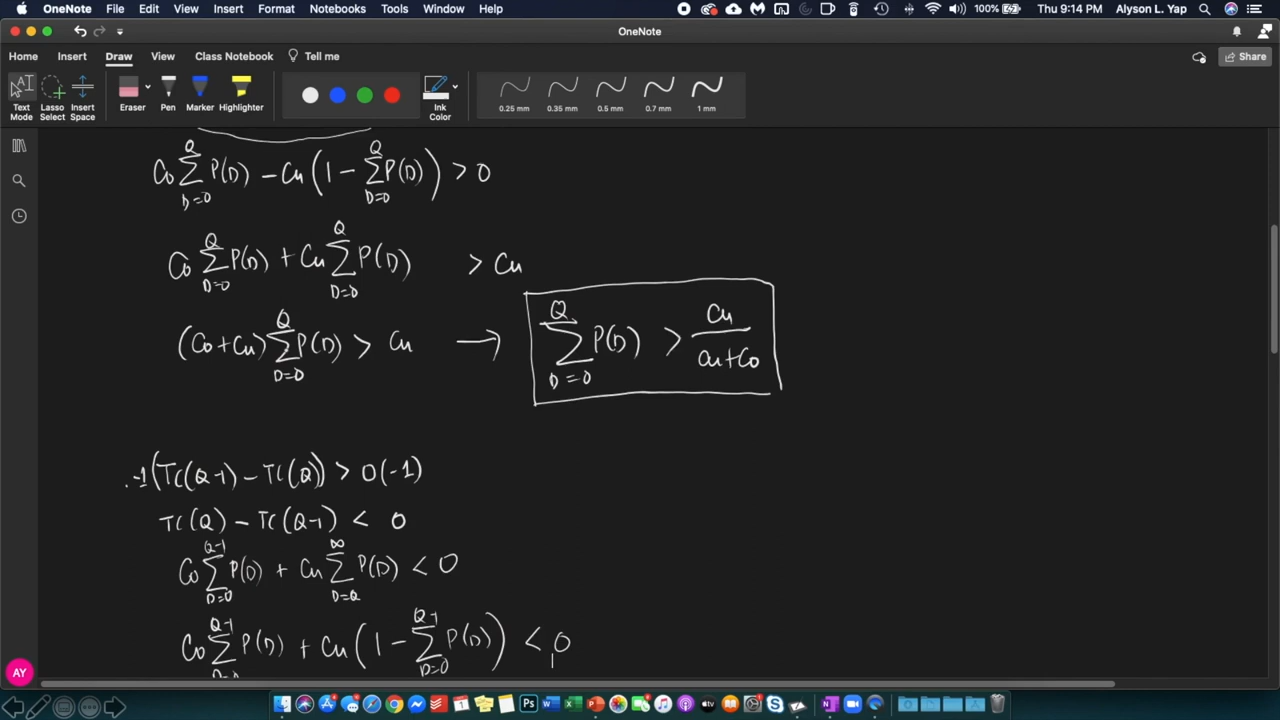 OneNote File Edit View Insert Format Notebooks Tools Window Help 100% Thu 9:14 PM Alyson L. Yap
OneNote
Home Insert Draw View Class Notebook Tell me Share
Text Mode Lasso Select Insert Space Eraser Pen Marker Highlighter Ink Color 0.25 mm 0.35 mm 0.5 mm 0.7 mm 1 mm
Co Σ_{D=0}^{Q} P(D) - Cu (1 - Σ_{D=0}^{Q} P(D)) > 0
Co Σ_{D=0}^{Q} P(D) + Cu Σ_{D=0}^{Q} P(D) > Cu
(Co+Cu) Σ_{D=0}^{Q} P(D) > Cu → Σ_{D=0}^{Q} P(D) > Cu/(Cu+Co)
-1(TC(Q-1) - TC(Q)) > 0(-1)
TC(Q) - TC(Q-1) < 0
Co Σ_{D=0}^{Q-1} P(D) + Cu Σ_{D=Q}^{∞} P(D) < 0
Co Σ_{D=0}^{Q-1} P(D) + Cu (1 - Σ_{D=0}^{Q-1} P(D)) < 0
AY